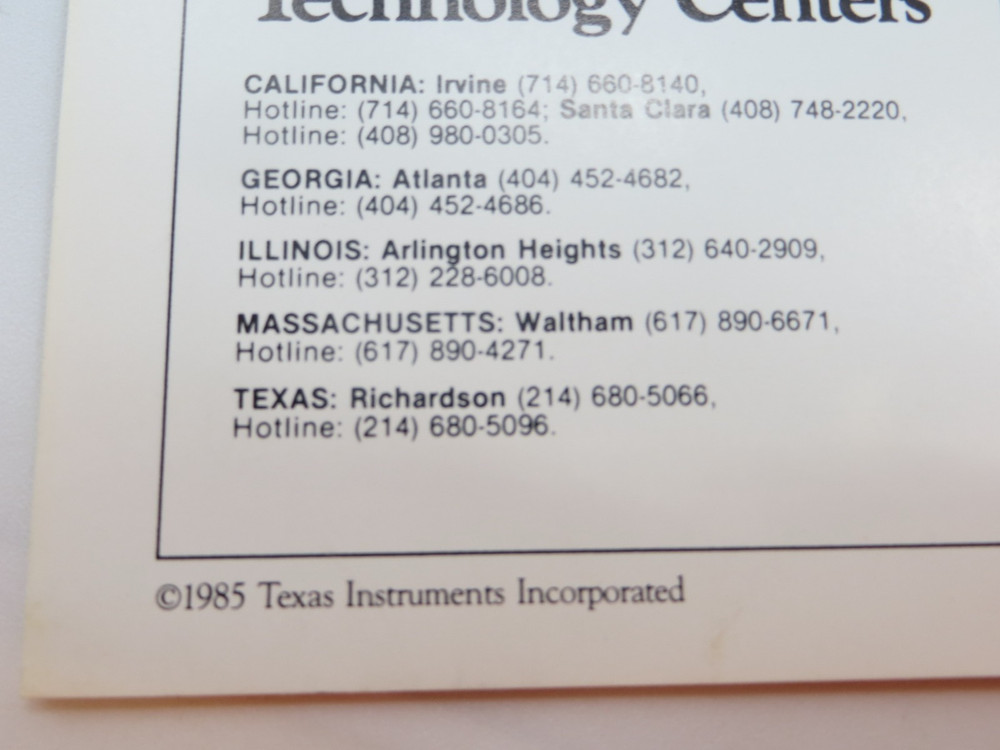 Technology Centers
CALIFORNIA: Irvine (714) 660-8140,
Hotline: (714) 660-8164; Santa Clara (408) 748-2220,
Hotline: (408) 980-0305.
GEORGIA: Atlanta (404) 452-4682,
Hotline: (404) 452-4686.
ILLINOIS: Arlington Heights (312) 640-2909,
Hotline: (312) 228-6008.
MASSACHUSETTS: Waltham (617) 890-6671,
Hotline: (617) 890-4271.
TEXAS: Richardson (214) 680-5066,
Hotline: (214) 680-5096.
©1985 Texas Instruments Incorporated